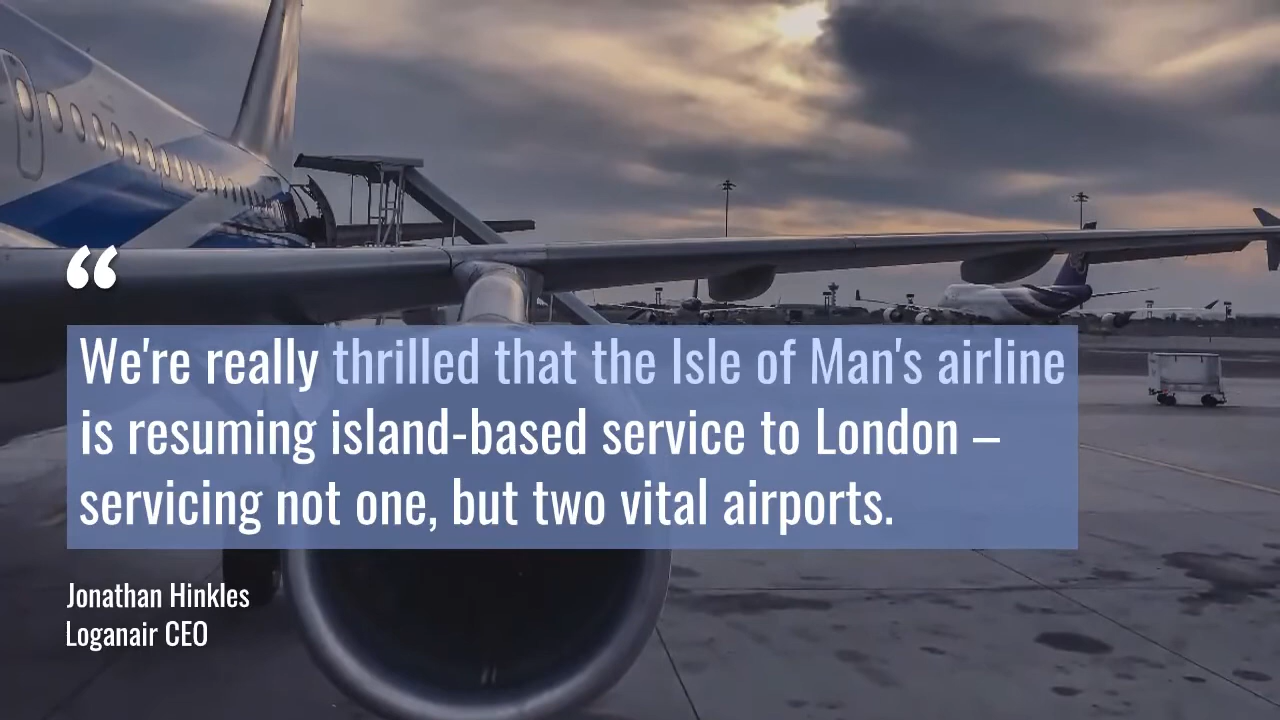 “
We're really thrilled that the Isle of Man's airline
is resuming island-based service to London –
servicing not one, but two vital airports.
Jonathan Hinkles
Loganair CEO